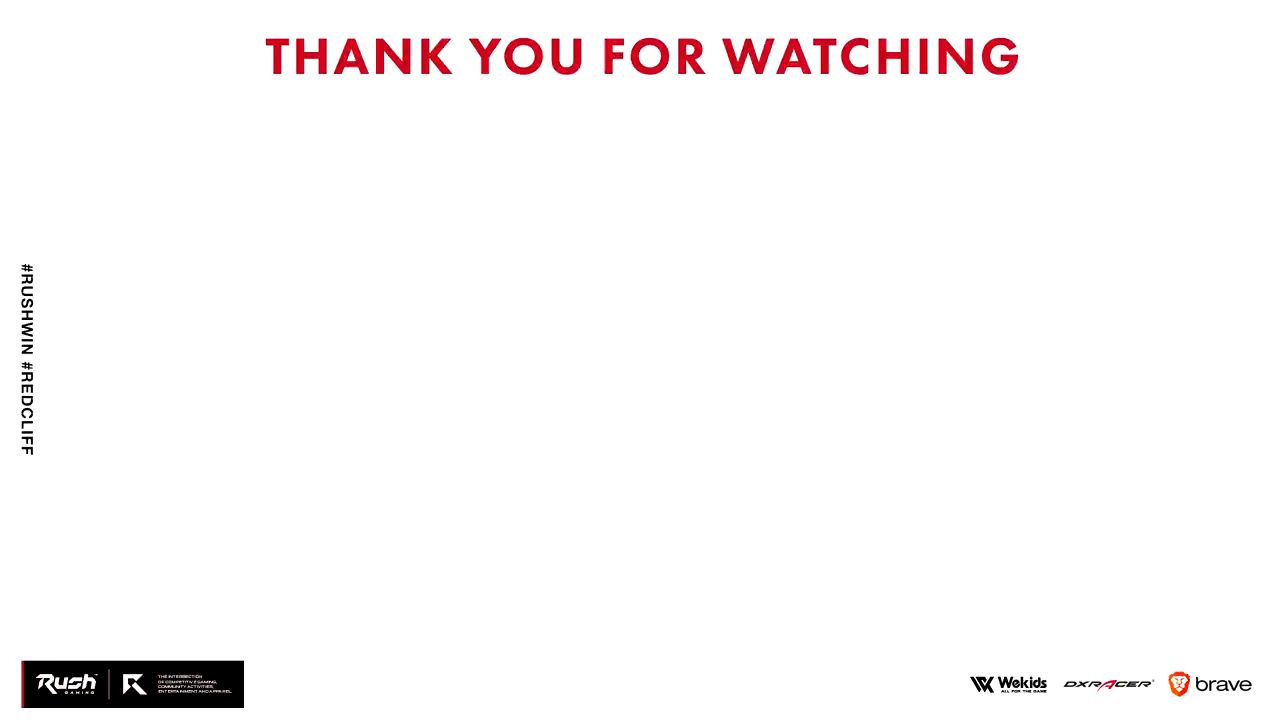 THANK YOU FOR WATCHING
#RUSHWIN #REDCLIFF
Rush
GAMING
THE INTERSECTION
OF COMPETITIVE GAMING,
COMMUNITY ACTIVITIES,
ENTERTAINMENT AND APPAREL.
Wekids
ALL FOR THE GAME
DXRACER
brave